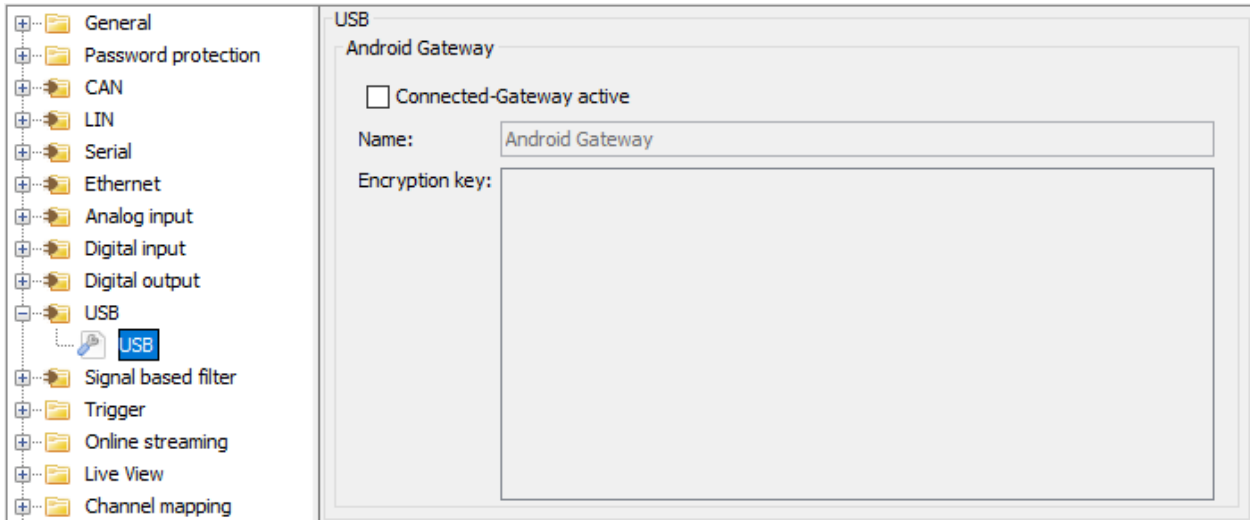 General
Password protection
CAN
LIN
Serial
Ethernet
Analog input
Digital input
Digital output
USB
USB
Signal based filter
Trigger
Online streaming
Live View
Channel mapping
USB
Android Gateway
Connected-Gateway active
Name: Android Gateway
Encryption key: